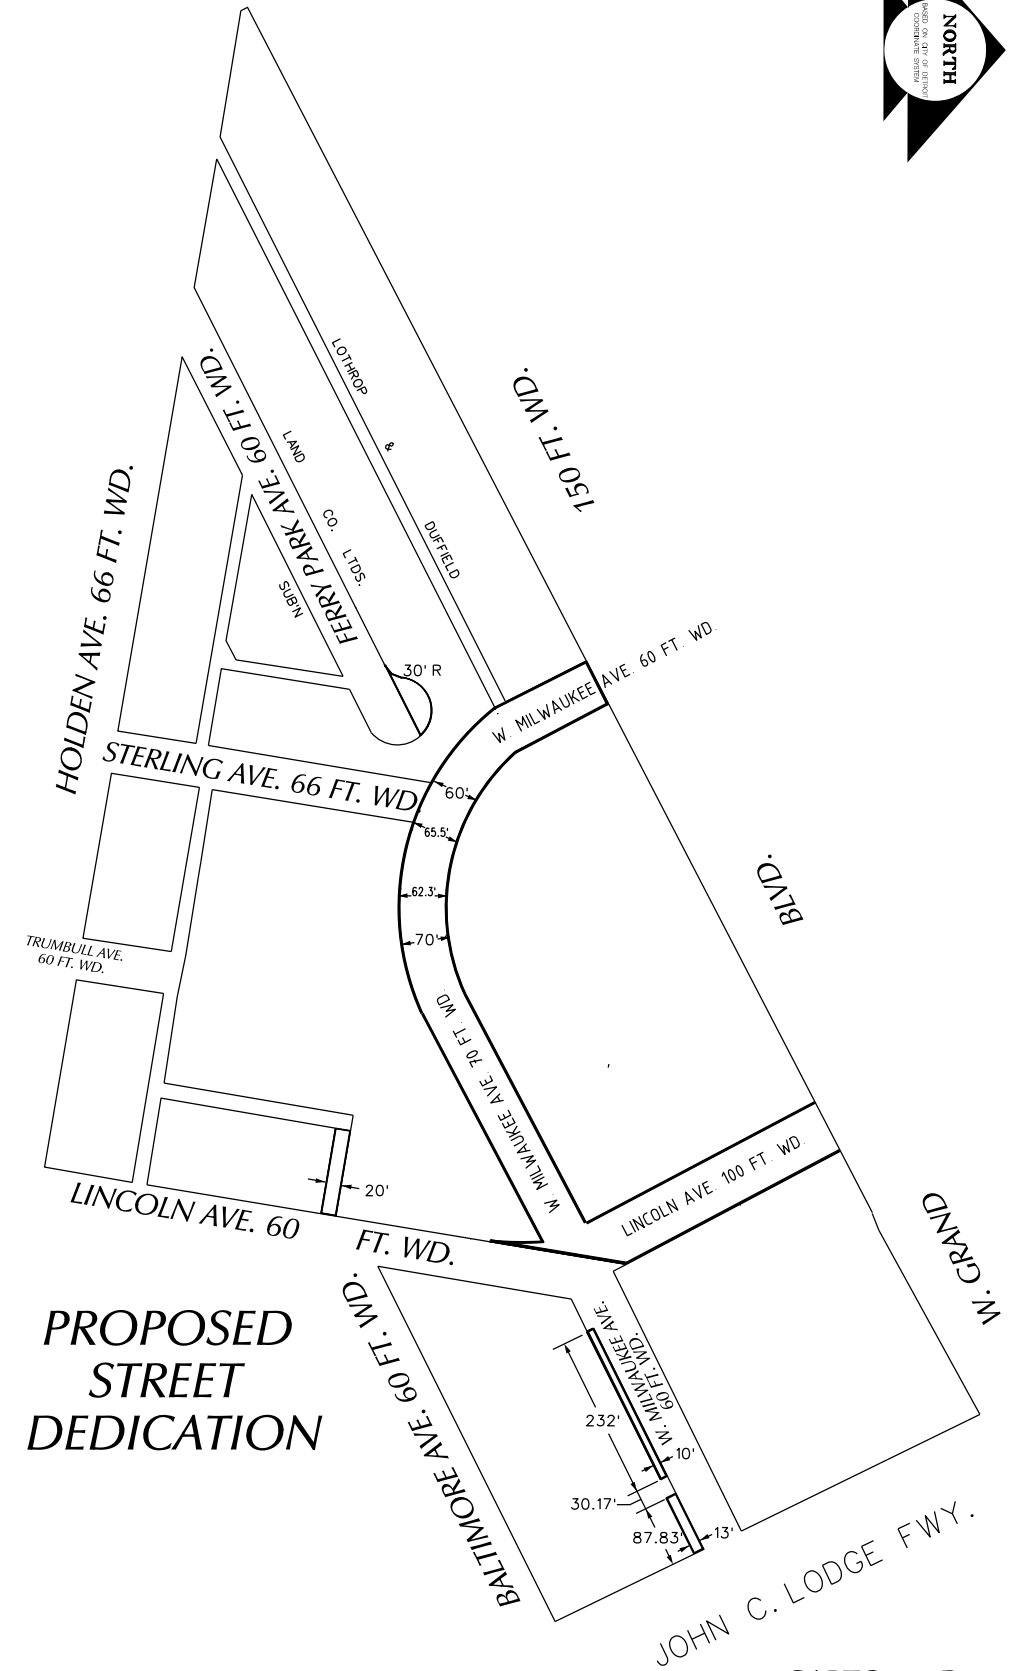 NORTH
BASED ON CITY OF DETROIT
COORDINATE SYSTEM
LOTHROP
&
DUFFIELD
LAND
CO.
LTDS.
SUB'N
150 FT. WD.
FERRY PARK AVE. 60 FT. WD.
HOLDEN AVE. 66 FT. WD.
30' R
W. MILWAUKEE AVE. 60 FT. WD.
STERLING AVE. 66 FT. WD.
60'
65.5'
62.3'
70'
BLVD.
TRUMBULL AVE.
60 FT. WD.
W. MILWAUKEE AVE. 70 FT. WD.
LINCOLN AVE. 100 FT. WD.
20'
LINCOLN AVE. 60
FT. WD.
W. GRAND
PROPOSED
STREET
DEDICATION
BALTIMORE AVE. 60 FT. WD.
W. MILWAUKEE AVE.
60 FT. WD.
232'
10'
30.17'
87.83'
13'
JOHN C. LODGE FWY.